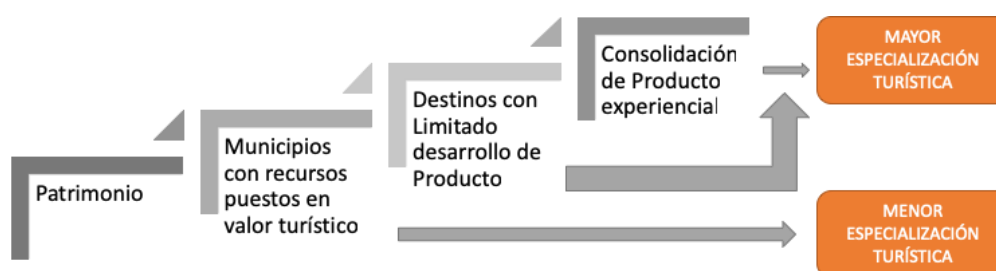 Patrimonio
Municipios
con recursos
puestos en
valor turístico
Destinos con
Limitado
desarrollo de
Producto
Consolidación
de Producto
experiencial
MAYOR
ESPECIALIZACIÓN
TURÍSTICA
MENOR
ESPECIALIZACIÓN
TURÍSTICA